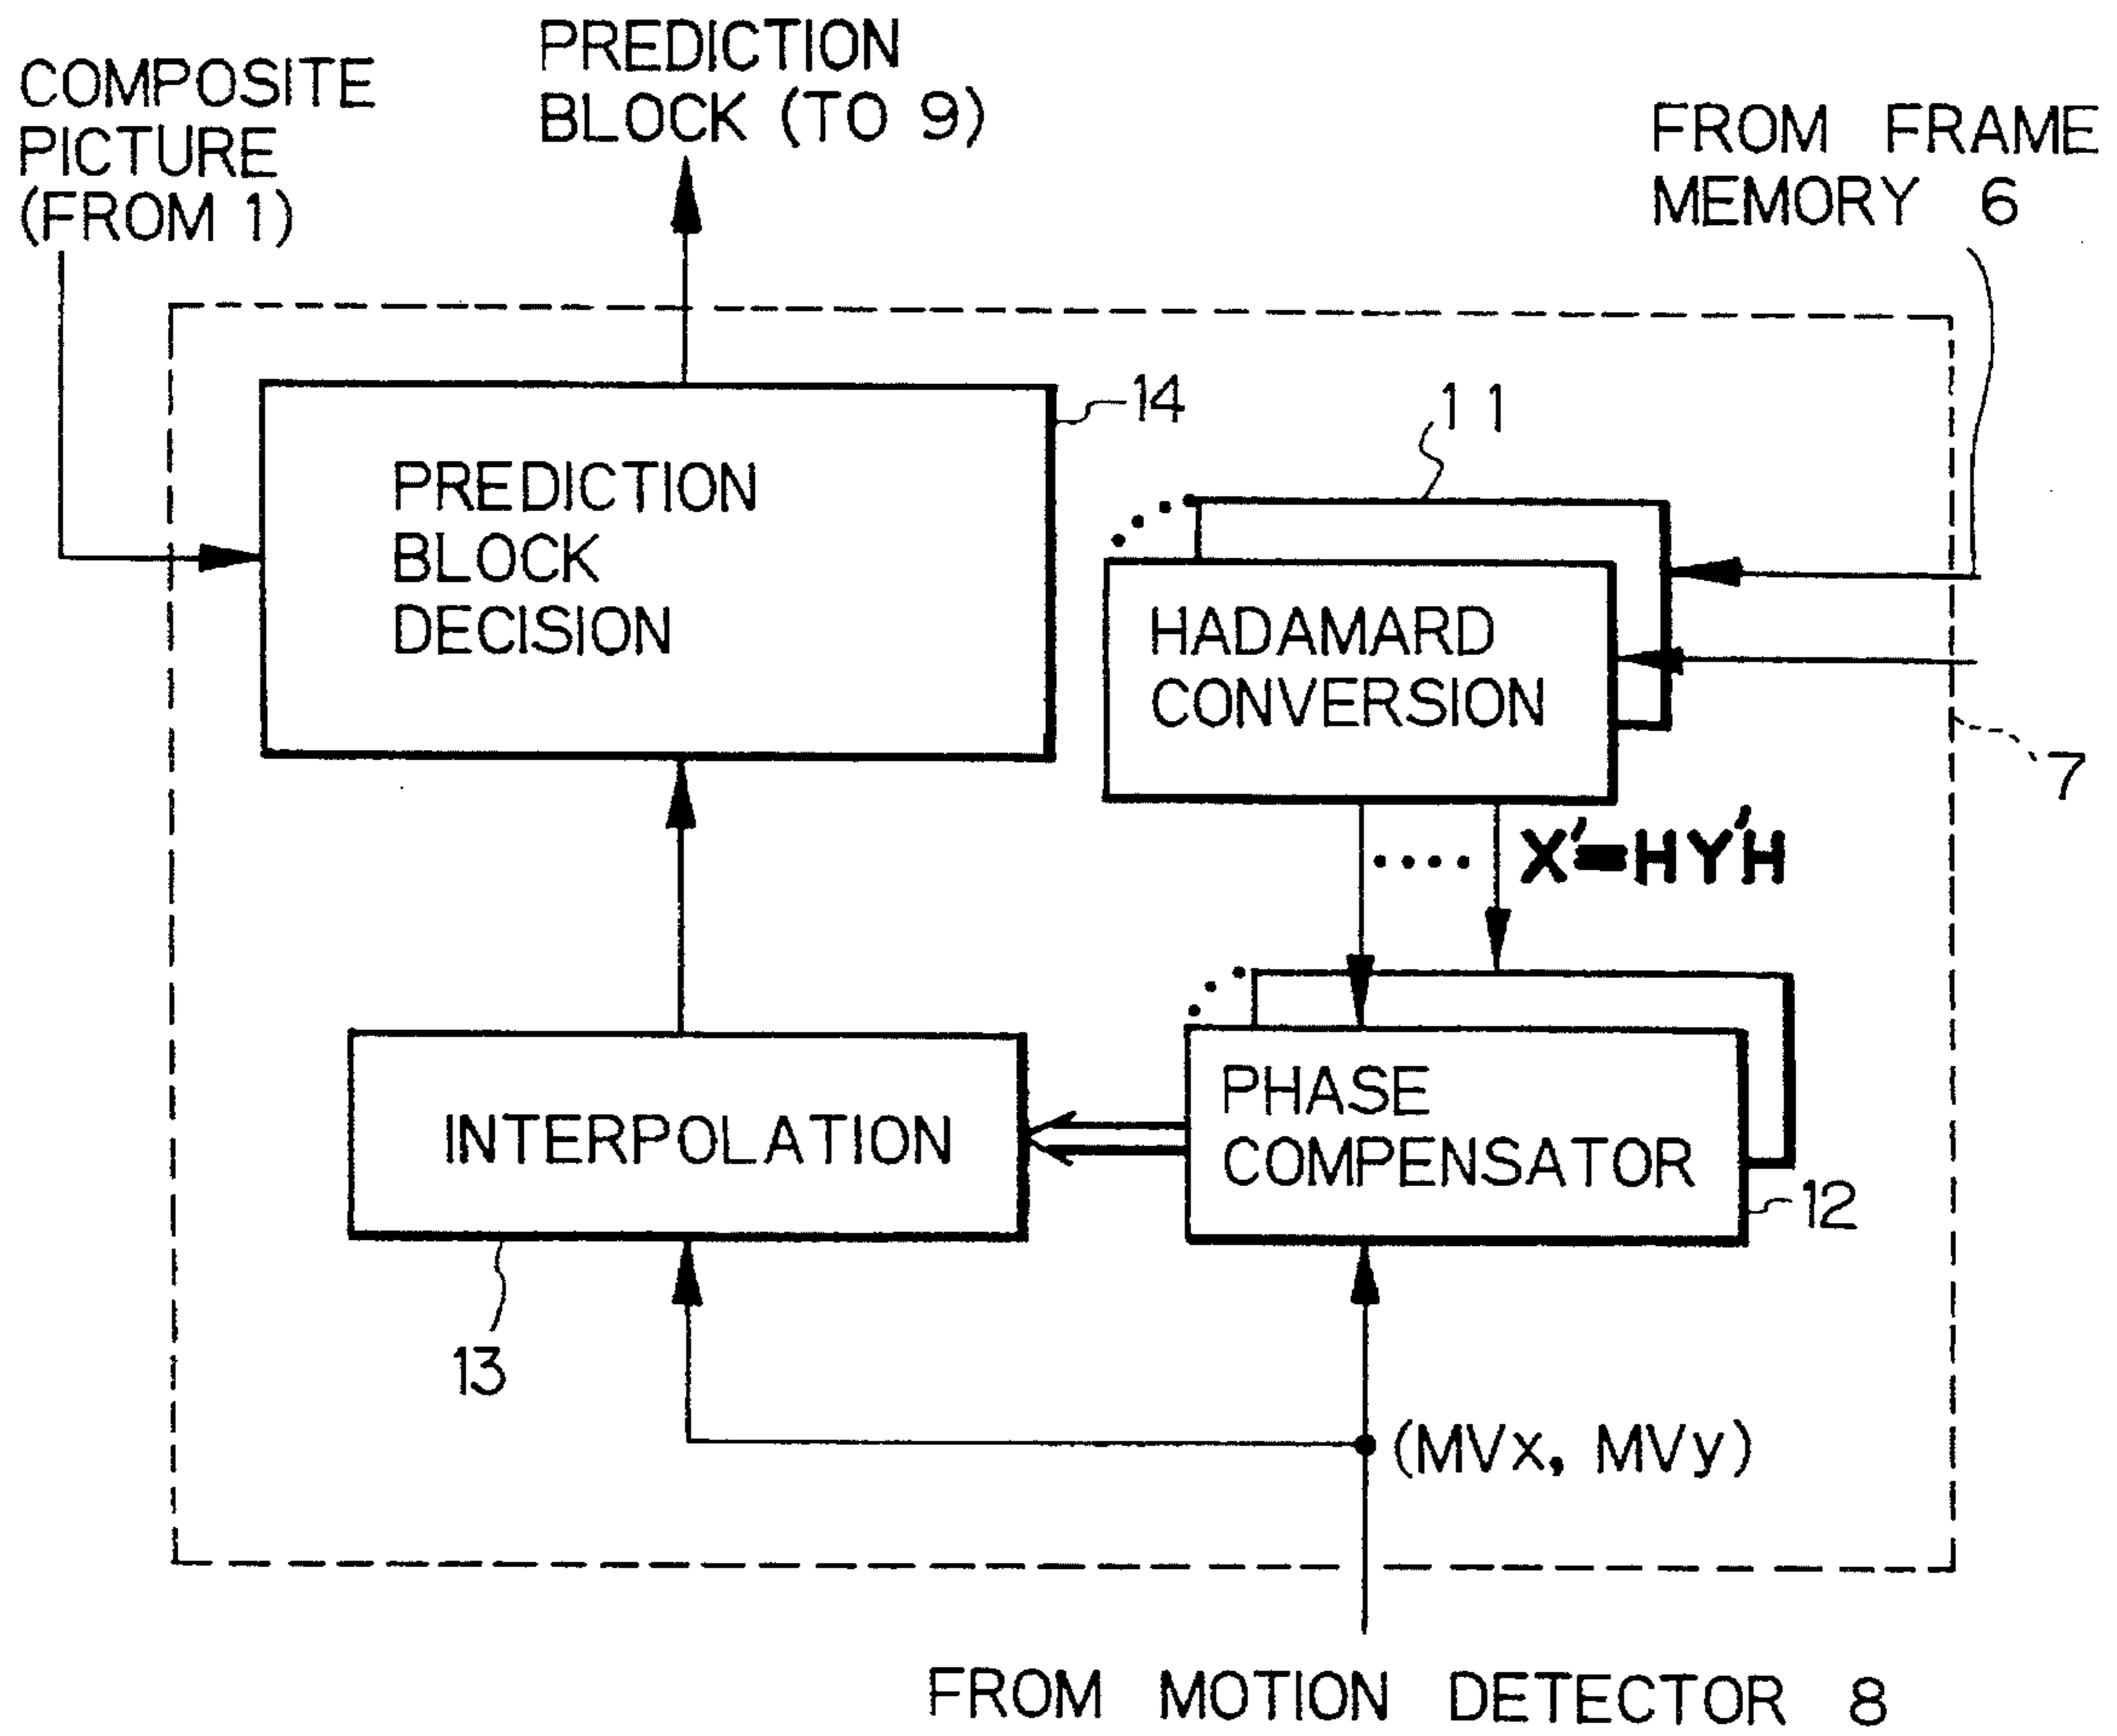 PREDICTION
BLOCK (TO 9)
COMPOSITE
PICTURE
(FROM 1)
FROM FRAME
MEMORY 6
14
11
PREDICTION
BLOCK
DECISION
HADAMARD
CONVERSION
7
X'=HY'H
PHASE
COMPENSATOR
INTERPOLATION
12
13
(MVx, MVy)
FROM MOTION DETECTOR 8